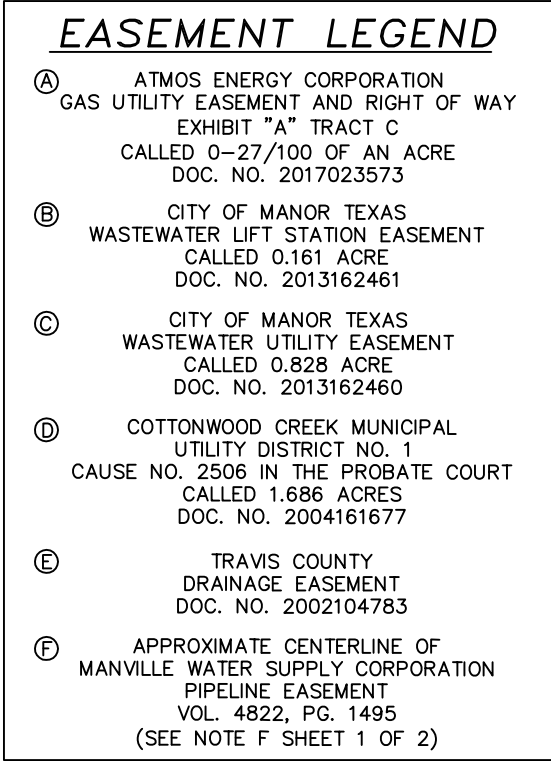 EASEMENT LEGEND
Ⓐ ATMOS ENERGY CORPORATION
GAS UTILITY EASEMENT AND RIGHT OF WAY
EXHIBIT "A" TRACT C
CALLED 0-27/100 OF AN ACRE
DOC. NO. 2017023573
Ⓑ CITY OF MANOR TEXAS
WASTEWATER LIFT STATION EASEMENT
CALLED 0.161 ACRE
DOC. NO. 2013162461
Ⓒ CITY OF MANOR TEXAS
WASTEWATER UTILITY EASEMENT
CALLED 0.828 ACRE
DOC. NO. 2013162460
Ⓓ COTTONWOOD CREEK MUNICIPAL
UTILITY DISTRICT NO. 1
CAUSE NO. 2506 IN THE PROBATE COURT
CALLED 1.686 ACRES
DOC. NO. 2004161677
Ⓔ TRAVIS COUNTY
DRAINAGE EASEMENT
DOC. NO. 2002104783
Ⓕ APPROXIMATE CENTERLINE OF
MANVILLE WATER SUPPLY CORPORATION
PIPELINE EASEMENT
VOL. 4822, PG. 1495
(SEE NOTE F SHEET 1 OF 2)